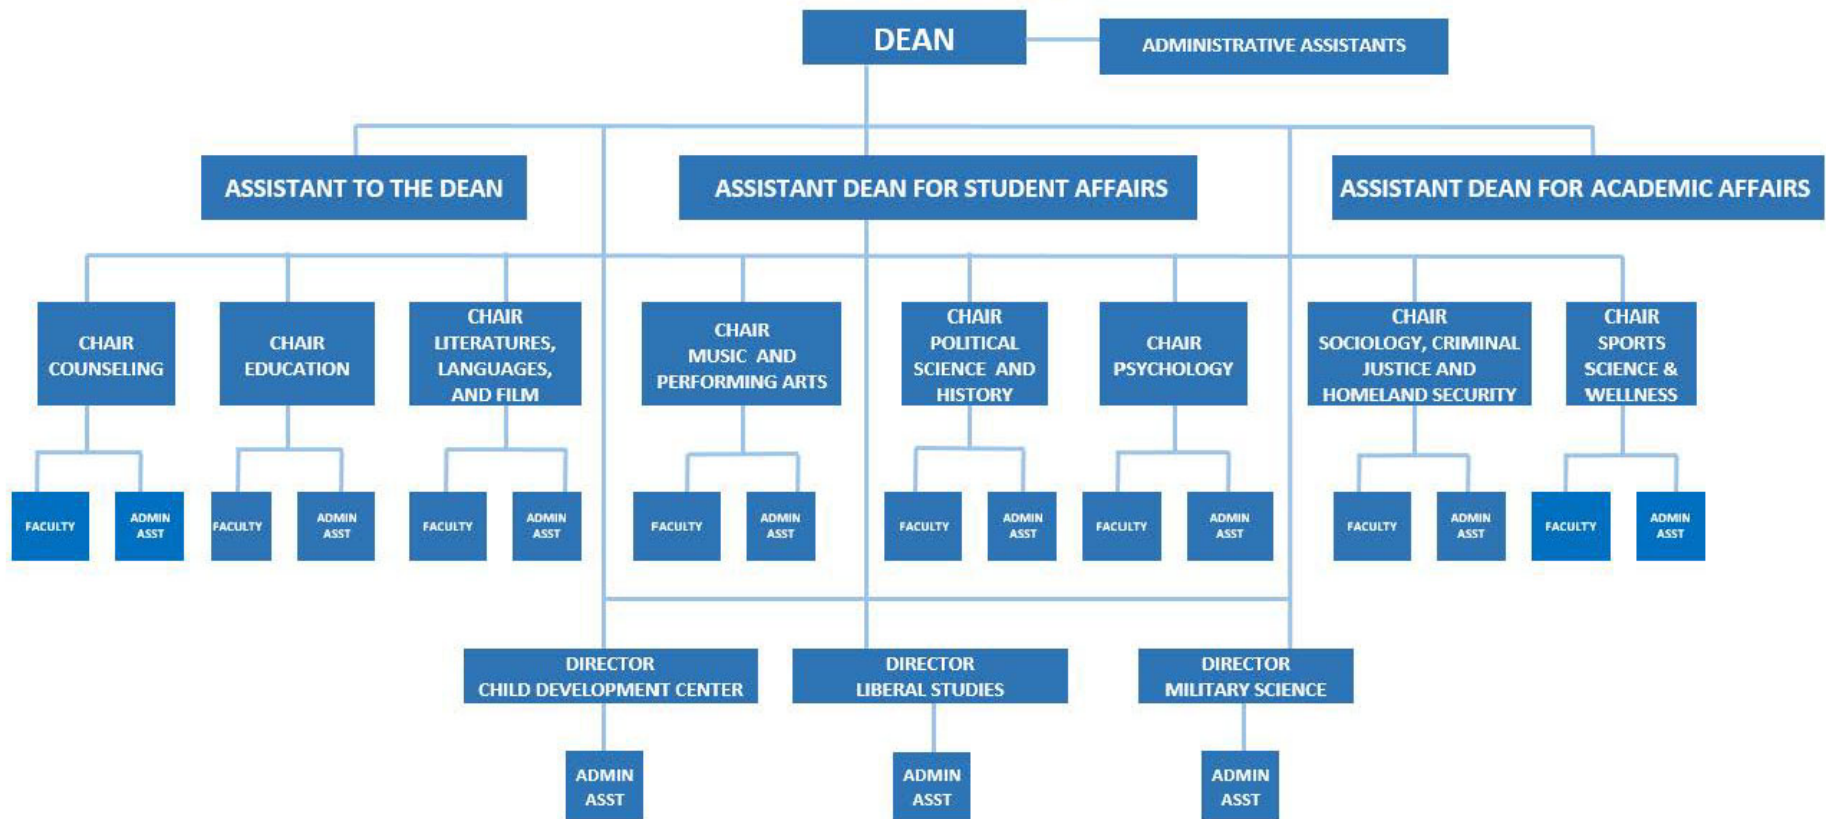 DEAN
ADMINISTRATIVE ASSISTANTS
ASSISTANT TO THE DEAN
ASSISTANT DEAN FOR STUDENT AFFAIRS
ASSISTANT DEAN FOR ACADEMIC AFFAIRS
CHAIR
COUNSELING
CHAIR
EDUCATION
CHAIR
LITERATURES,
LANGUAGES,
AND FILM
CHAIR
MUSIC AND
PERFORMING ARTS
CHAIR
POLITICAL
SCIENCE AND
HISTORY
CHAIR
PSYCHOLOGY
CHAIR
SOCIOLOGY, CRIMINAL
JUSTICE AND
HOMELAND SECURITY
CHAIR
SPORTS
SCIENCE &
WELLNESS
FACULTY
ADMIN
ASST
FACULTY
ADMIN
ASST
FACULTY
ADMIN
ASST
FACULTY
ADMIN
ASST
FACULTY
ADMIN
ASST
FACULTY
ADMIN
ASST
FACULTY
ADMIN
ASST
FACULTY
ADMIN
ASST
DIRECTOR
CHILD DEVELOPMENT CENTER
DIRECTOR
LIBERAL STUDIES
DIRECTOR
MILITARY SCIENCE
ADMIN
ASST
ADMIN
ASST
ADMIN
ASST